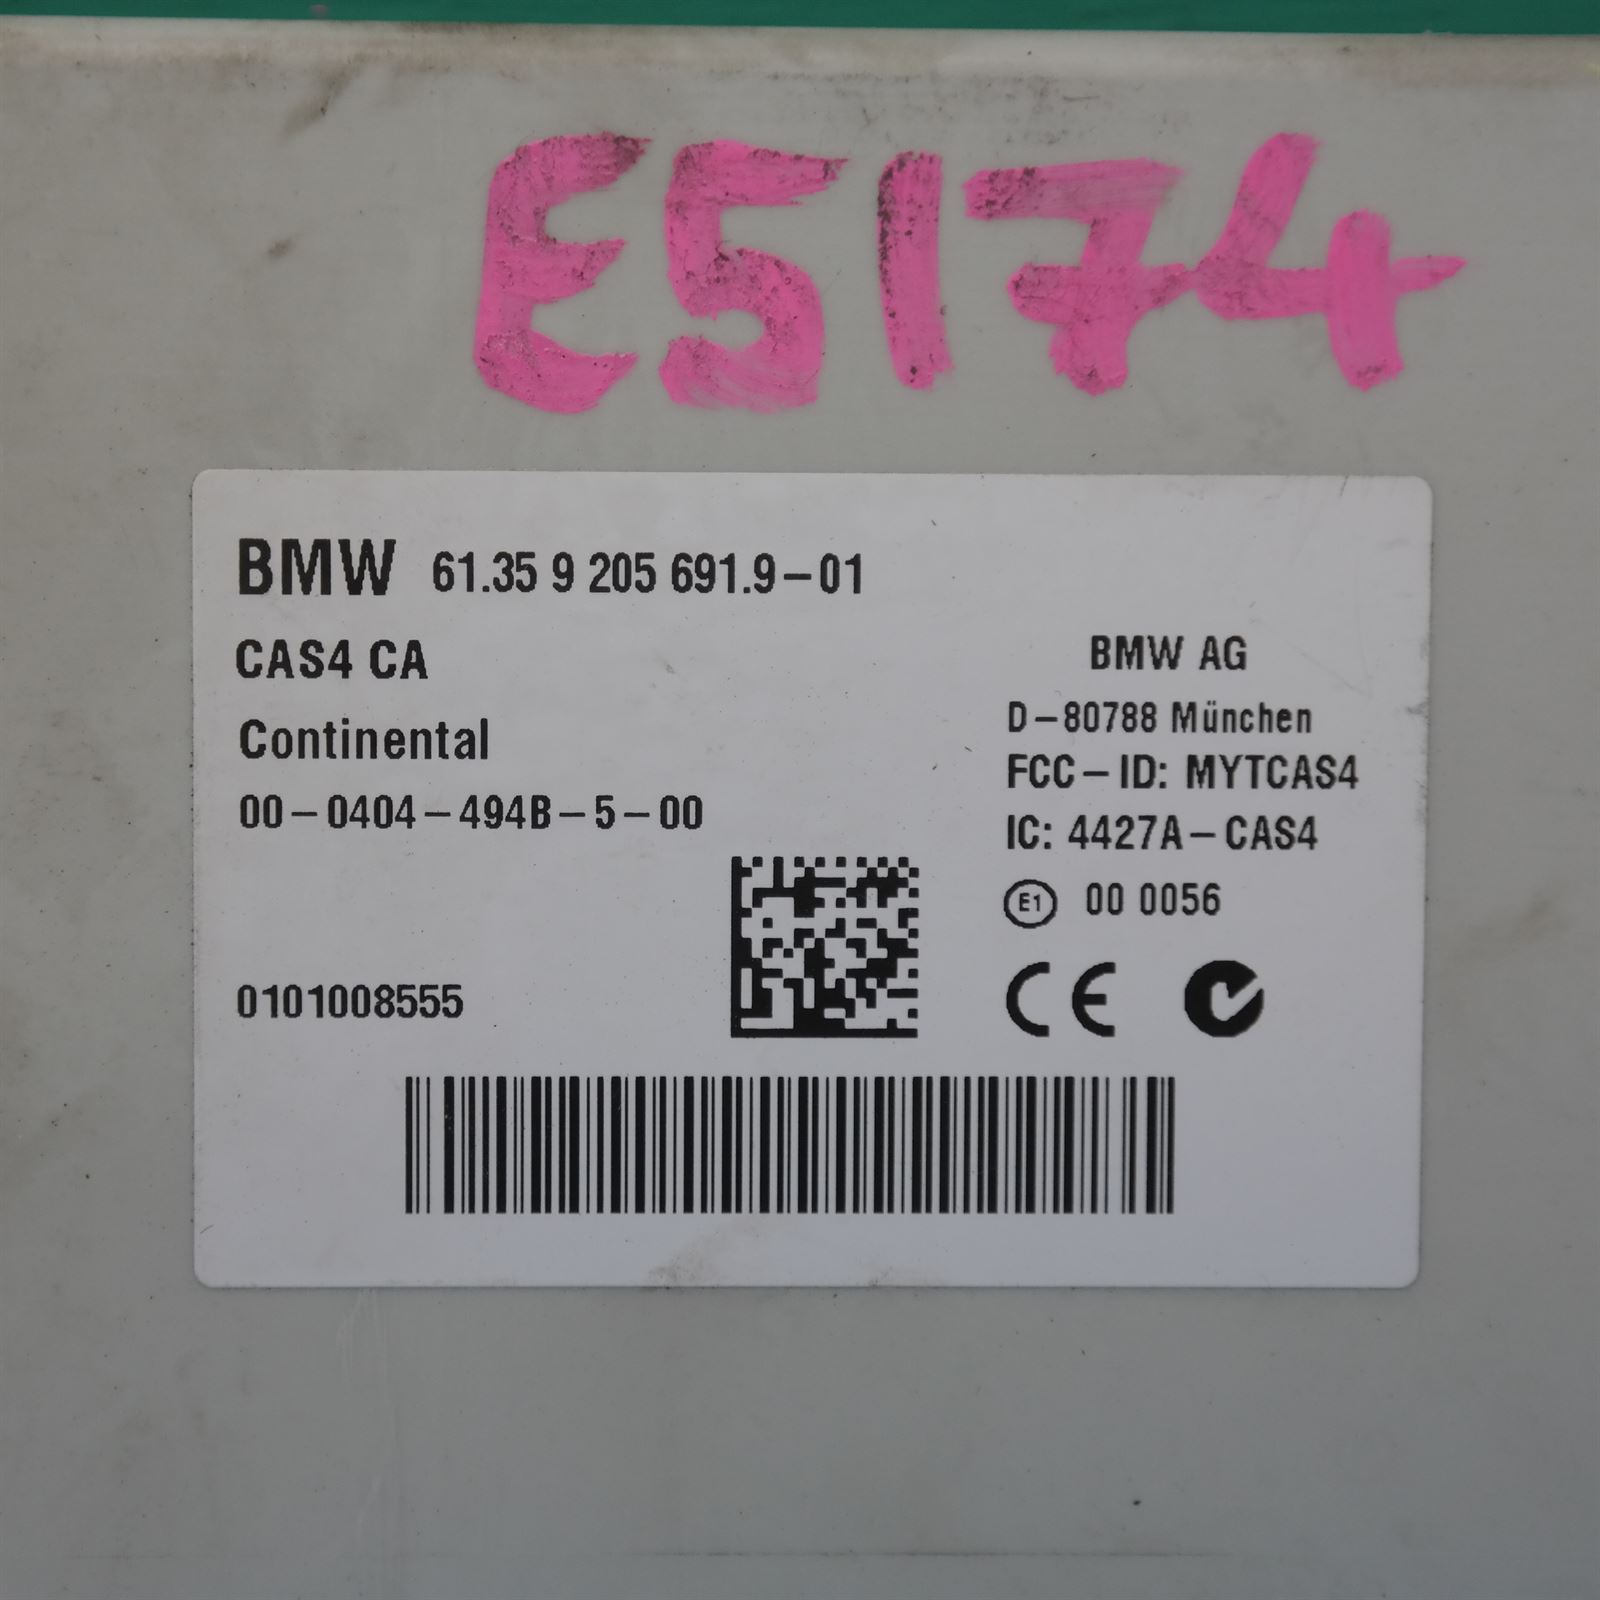 E5174
BMW 61.35 9 205 691.9-01
CAS4 CA
Continental
00-0404-494B-5-00
0101008555
BMW AG
D-80788 München
FCC-ID: MYTCAS4
IC: 4427A-CAS4
E1 00 0056
CE